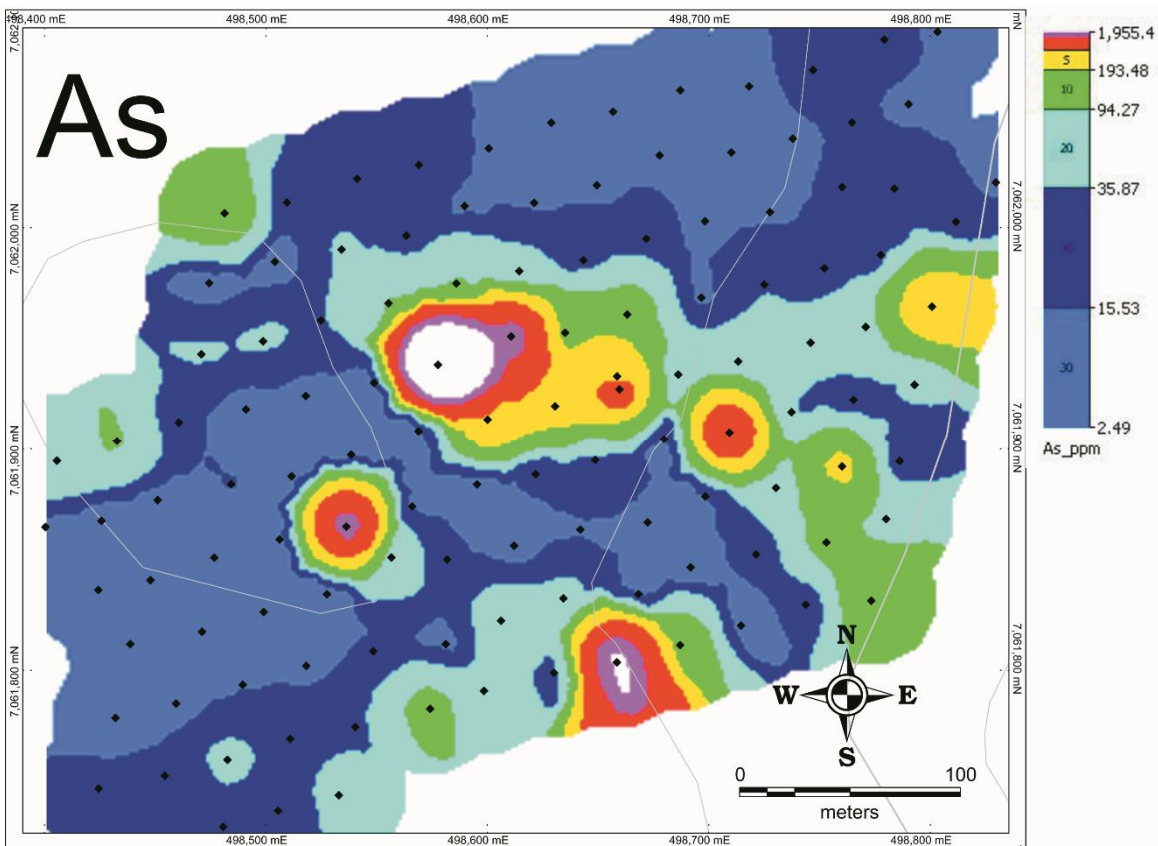 498,400 mE 498,500 mE 498,600 mE 498,700 mE 498,800 mE
mN
As
1,955.4
5
193.48
10
94.27
20
35.87
15.53
30
2.49
As_ppm
7,062,000 mN
7,062,000 mN
7,061,900 mN
7,061,900 mN
7,061,800 mN
7,061,800 mN
N
W E
S
0 100
meters
498,500 mE 498,600 mE 498,700 mE 498,800 mE